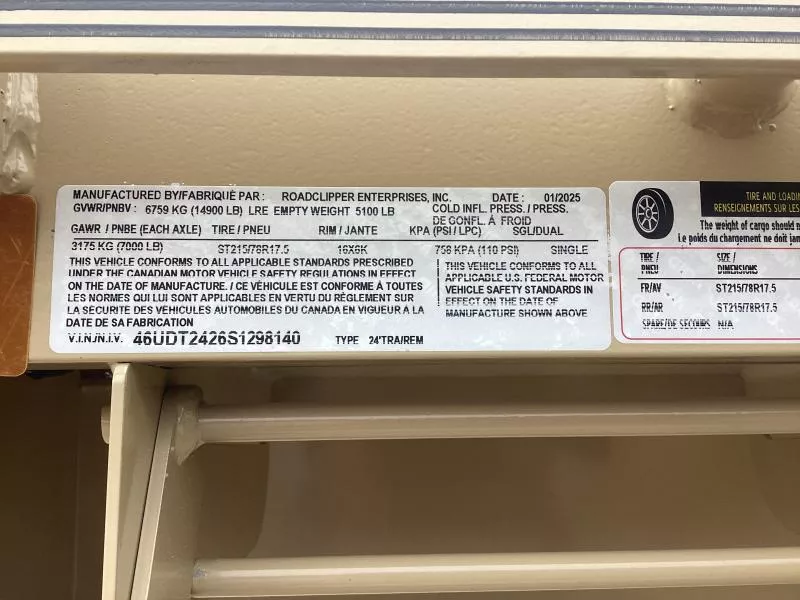 MANUFACTURED BY/FABRIQUÉ PAR : ROADCLIPPER ENTERPRISES, INC. DATE : 01/2025
GVWR/PNBV : 6759 KG (14900 LB) LRE EMPTY WEIGHT 5100 LB COLD INFL. PRESS. / PRESS. DE CONFL. À FROID
GAWR / PNBE (EACH AXLE) TIRE / PNEU RIM / JANTE KPA (PSI / LPC) SGL/DUAL
3175 KG (7000 LB) ST215/78R17.5 16X6K 758 KPA (110 PSI) SINGLE
THIS VEHICLE CONFORMS TO ALL APPLICABLE STANDARDS PRESCRIBED
UNDER THE CANADIAN MOTOR VEHICLE SAFETY REGULATIONS IN EFFECT
ON THE DATE OF MANUFACTURE. / CE VÉHICULE EST CONFORME À TOUTES
LES NORMES QUI LUI SONT APPLICABLES EN VERTU DU RÈGLEMENT SUR
LA SÉCURITÉ DES VÉHICULES AUTOMOBILES DU CANADA EN VIGUEUR A LA
DATE DE SA FABRICATION
THIS VEHICLE CONFORMS TO ALL
APPLICABLE U.S. FEDERAL MOTOR
VEHICLE SAFETY STANDARDS IN
EFFECT ON THE DATE OF
MANUFACTURE SHOWN ABOVE
V.I.N./N.I.V. 46UDT2426S1298140 TYPE 24'TRA/REM
TIRE AND LOADIN
RENSEIGNEMENTS SUR LES
The weight of cargo should n
Le poids du chargement ne doit jam
TIRE / PNEU SIZE / DIMENSIONS
FR/AV ST215/78R17.5
RR/AR ST215/78R17.5
SPARE/DE SECOURS N/A